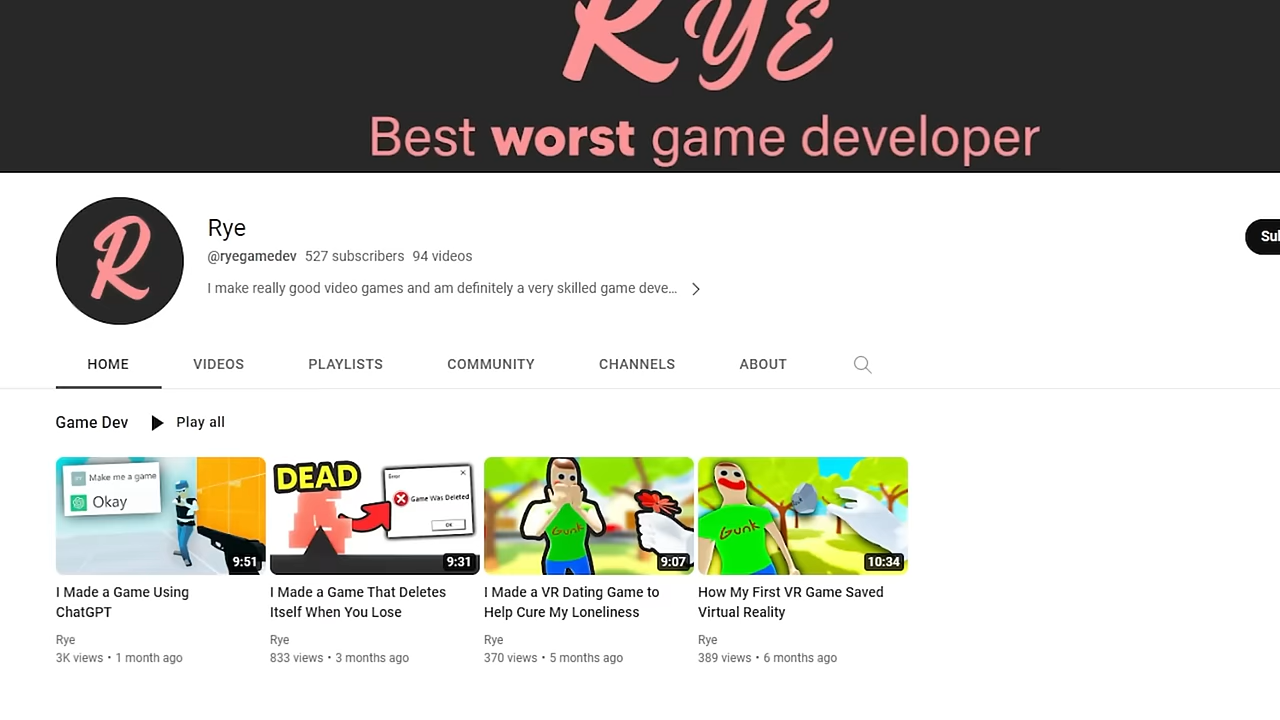 RYE
Best worst game developer
R
Rye
@ryegamedev 527 subscribers 94 videos
I make really good video games and am definitely a very skilled game deve...
HOME VIDEOS PLAYLISTS COMMUNITY CHANNELS ABOUT
Game Dev Play all
Make me a game
Okay
9:51
DEAD
Error
Game Was Deleted
OK
9:31
Gunk
9:07
Gunk
10:34
I Made a Game Using
ChatGPT
Rye
3K views • 1 month ago
I Made a Game That Deletes
Itself When You Lose
Rye
833 views • 3 months ago
I Made a VR Dating Game to
Help Cure My Loneliness
Rye
370 views • 5 months ago
How My First VR Game Saved
Virtual Reality
Rye
389 views • 6 months ago